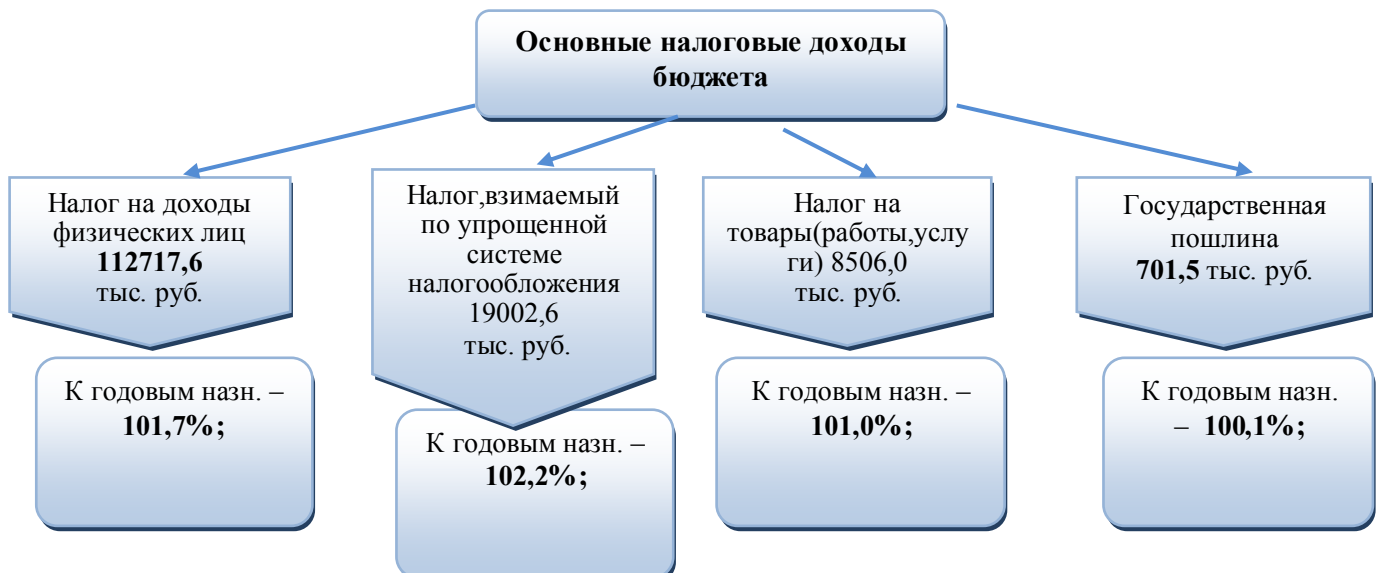 Основные налоговые доходы
бюджета
Налог на доходы
физических лиц
112717,6
тыс. руб.
Налог,взимаемый
по упрощенной
системе
налогообложения
19002,6
тыс. руб.
Налог на
товары(работы,услу
ги) 8506,0
тыс. руб.
Государственная
пошлина
701,5 тыс. руб.
К годовым назн. –
101,7%;
К годовым назн. –
102,2%;
К годовым назн. –
101,0%;
К годовым назн.
– 100,1%;